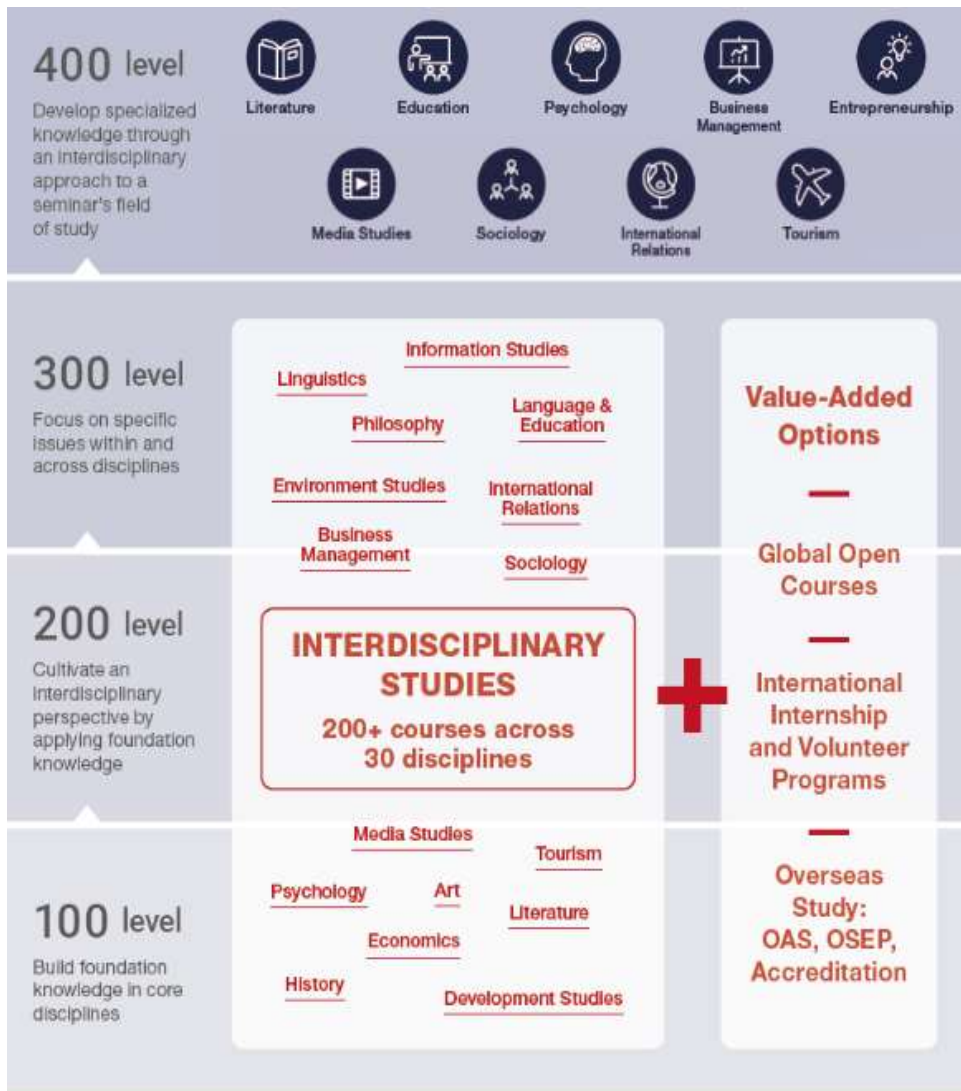 400 level
Develop specialized
knowledge through
an interdisciplinary
approach to a
seminar's field
of study
Literature
Education
Psychology
Business
Management
Entrepreneurship
Media Studies
Sociology
International
Relations
Tourism
300 level
Focus on specific
issues within and
across disciplines
Information Studies
Linguistics
Philosophy
Language &
Education
Environment Studies
International
Relations
Business
Management
Sociology
200 level
Cultivate an
interdisciplinary
perspective by
applying foundation
knowledge
INTERDISCIPLINARY
STUDIES
200+ courses across
30 disciplines
100 level
Build foundation
knowledge in core
disciplines
Media Studies
Tourism
Psychology
Art
Literature
Economics
History
Development Studies
Value-Added
Options
Global Open
Courses
International
Internship
and Volunteer
Programs
Overseas
Study:
OAS, OSEP,
Accreditation